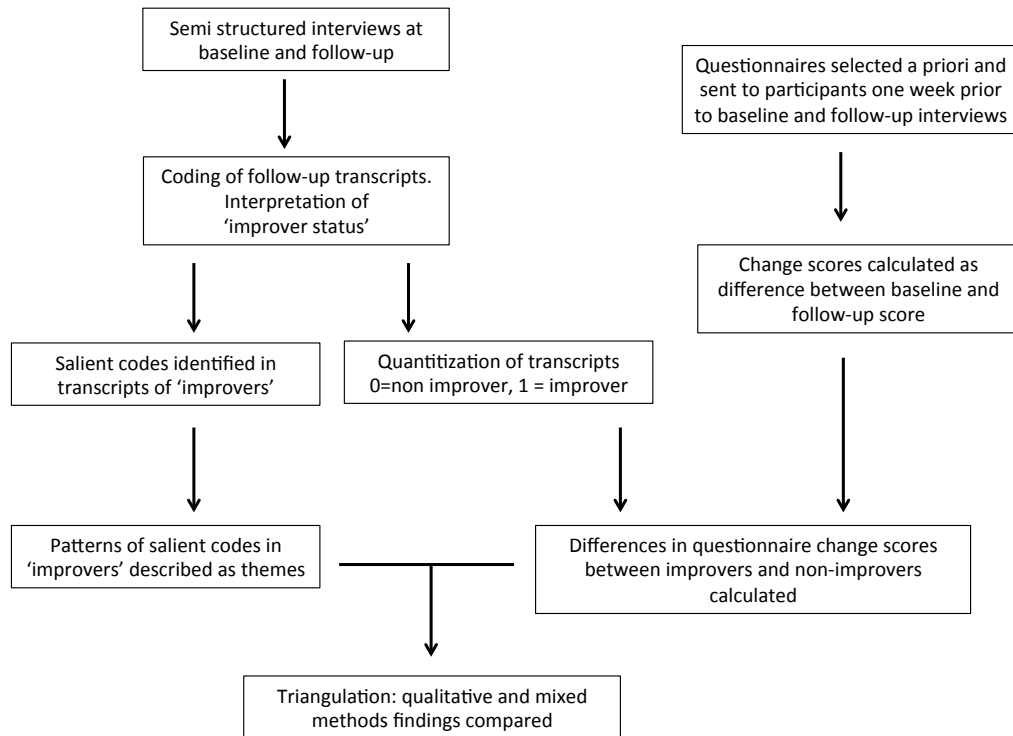 Semi structured interviews at
baseline and follow-up
Questionnaires selected a priori and
sent to participants one week prior
to baseline and follow-up interviews
Coding of follow-up transcripts.
Interpretation of
‘improver status’
Change scores calculated as
difference between baseline and
follow-up score
Salient codes identified in
transcripts of ‘improvers’
Quantization of transcripts
0=non improver, 1 = improver
Patterns of salient codes in
‘improvers’ described as themes
Differences in questionnaire change scores
between improvers and non-improvers
calculated
Triangulation: qualitative and mixed
methods findings compared